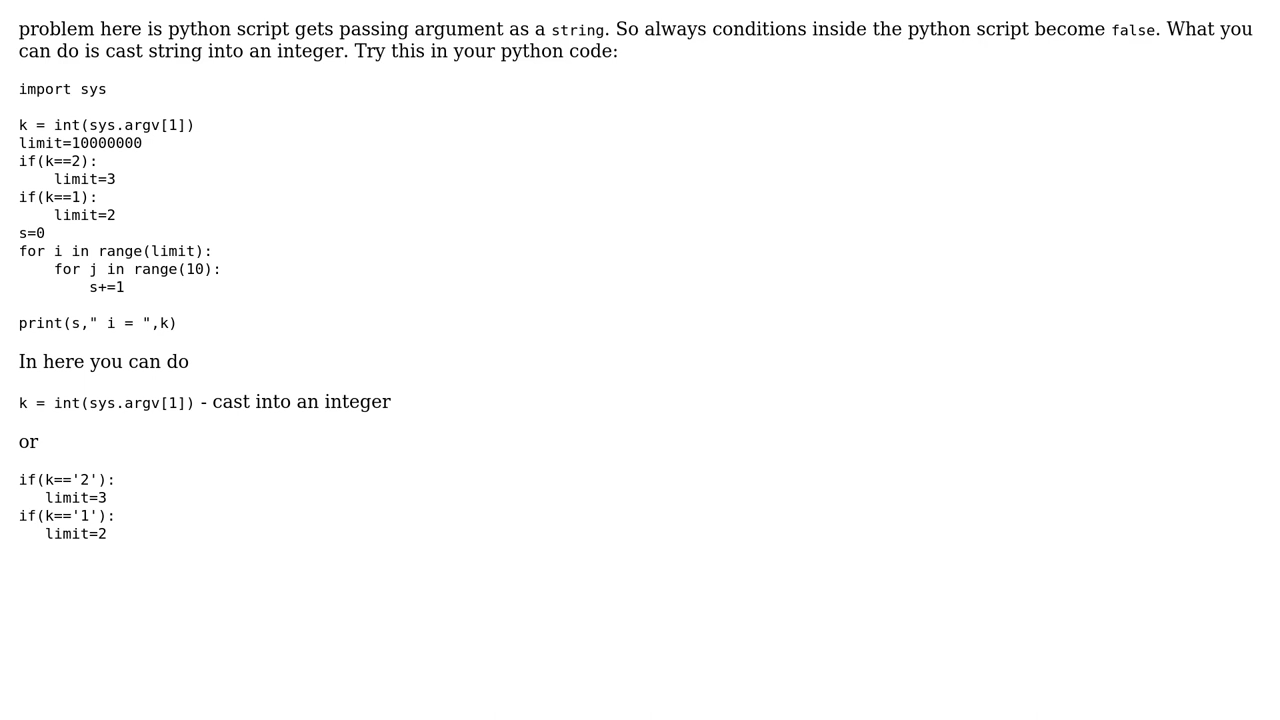 problem here is python script gets passing argument as a string. So always conditions inside the python script become false. What you
can do is cast string into an integer. Try this in your python code:
import sys
k = int(sys.argv[1])
limit=10000000
if(k==2):
    limit=3
if(k==1):
    limit=2
s=0
for i in range(limit):
    for j in range(10):
        s+=1
print(s," i = ",k)
In here you can do
k = int(sys.argv[1]) - cast into an integer
or
if(k=='2'):
   limit=3
if(k=='1'):
   limit=2